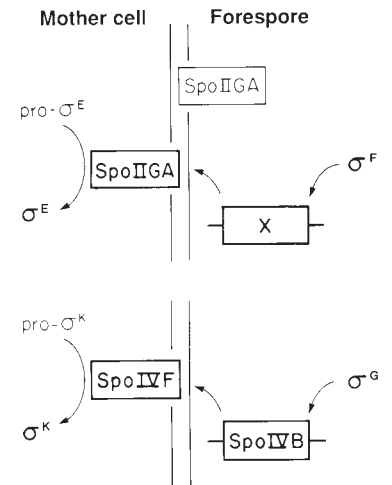 Mother cell Forespore
SpoIIGA
pro-σᴱ
SpoIIGA
σᶠ
σᴱ
X
pro-σᴷ
SpoIVF
σᴳ
σᴷ
SpoIVB